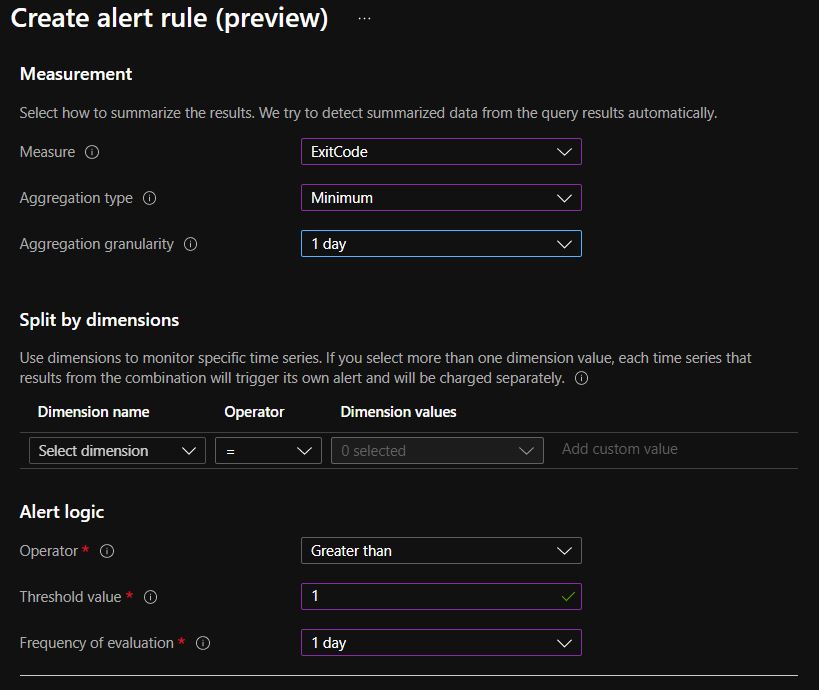 Create alert rule (preview) ...
Measurement
Select how to summarize the results. We try to detect summarized data from the query results automatically.
Measure ExitCode
Aggregation type Minimum
Aggregation granularity 1 day
Split by dimensions
Use dimensions to monitor specific time series. If you select more than one dimension value, each time series that
results from the combination will trigger its own alert and will be charged separately.
Dimension name Operator Dimension values
Select dimension = 0 selected Add custom value
Alert logic
Operator * Greater than
Threshold value * 1
Frequency of evaluation * 1 day